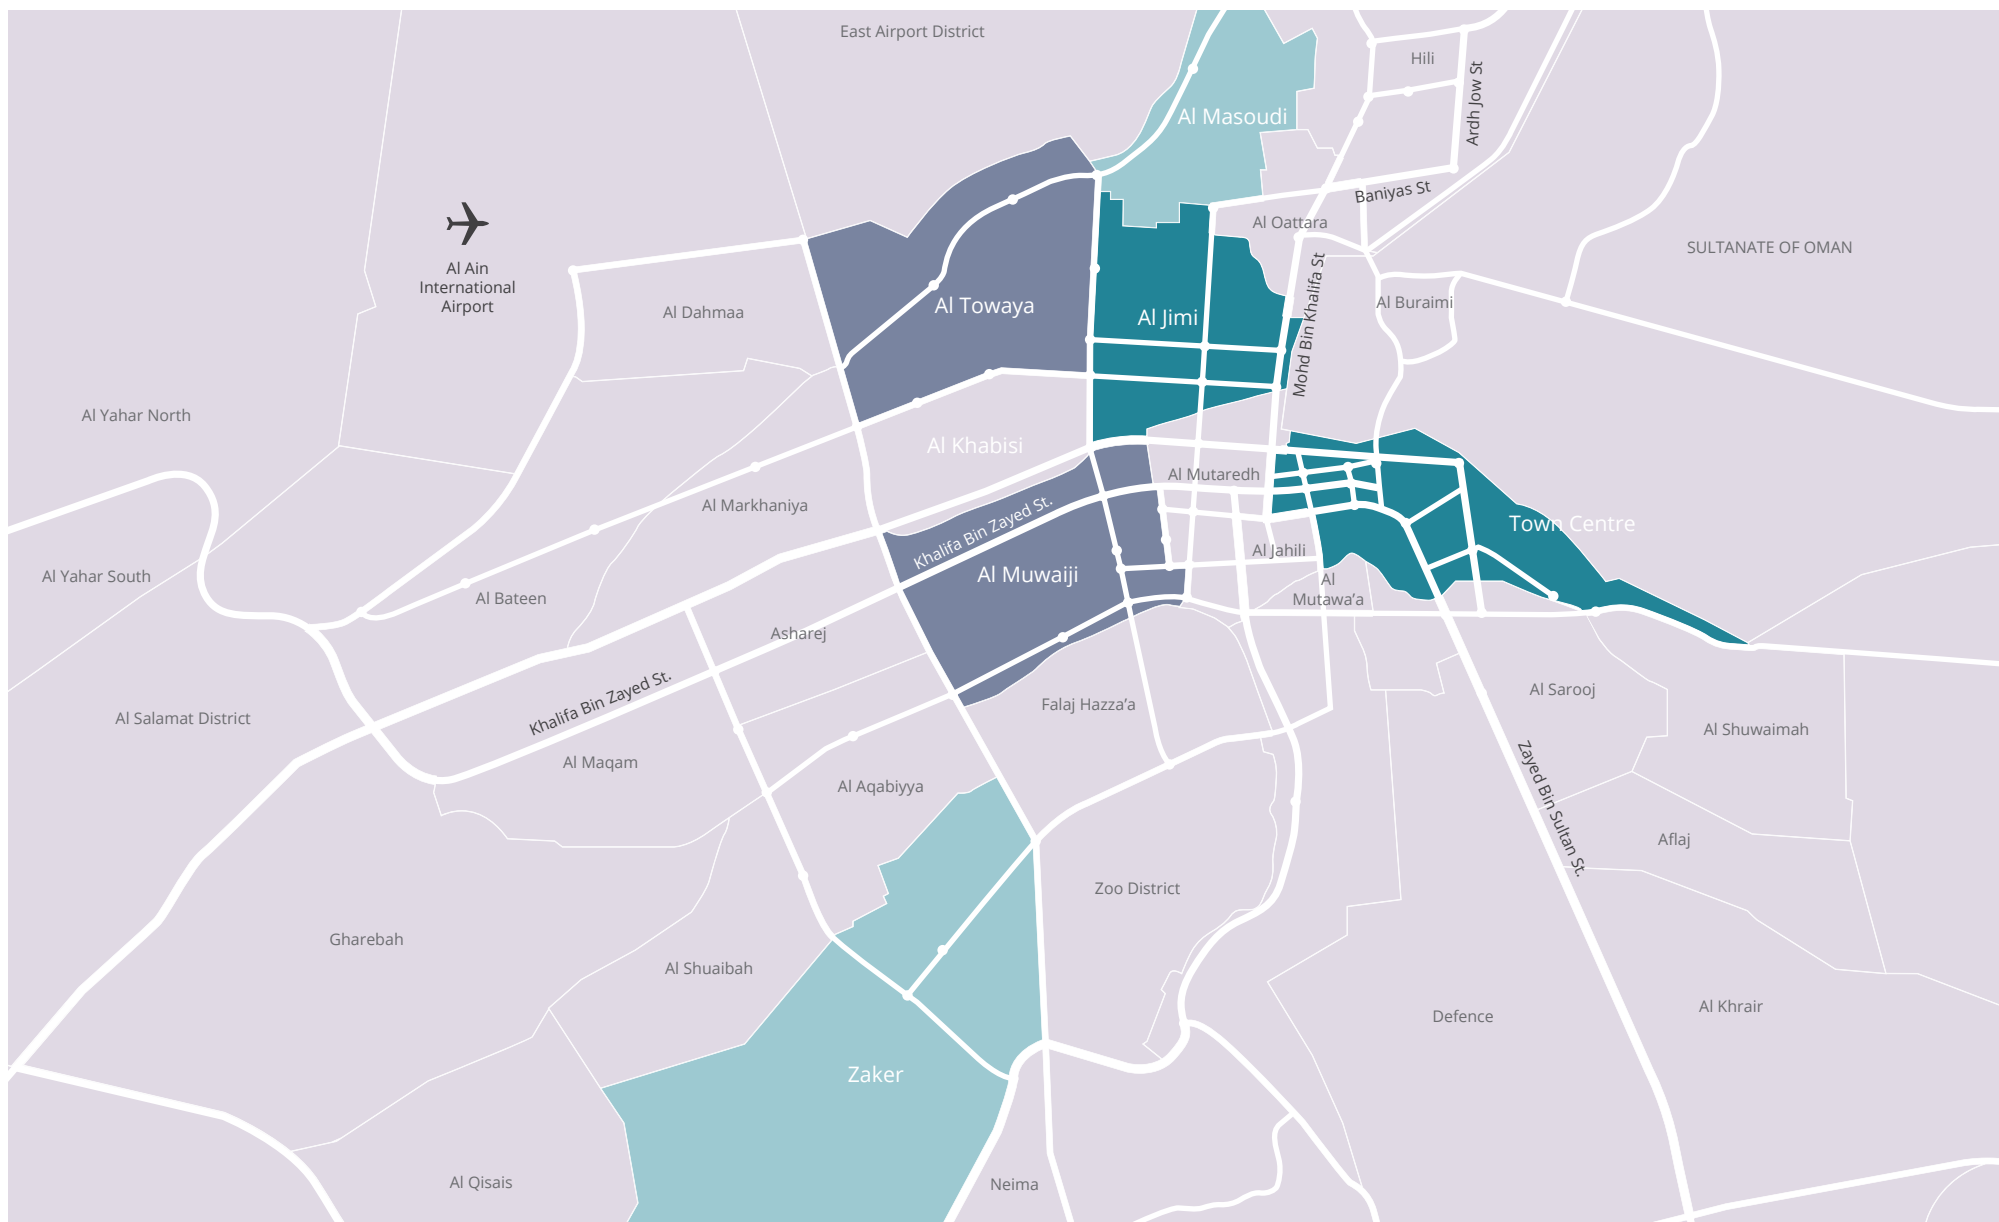 East Airport District
Hili
Ardh Jow St
Al Masoudi
Baniyas St
Al Oattara
SULTANATE OF OMAN
Al Ain
International
Airport
Al Dahmaa
Al Towaya
Al Jimi
Mohd Bin Khalifa St
Al Buraimi
Al Yahar North
Al Khabisi
Al Mutaredh
Al Markhaniya
Khalifa Bin Zayed St.
Town Centre
Al Jahili
Al Yahar South
Al Muwaiji
Al
Mutawa’a
Al Bateen
Asharej
Khalifa Bin Zayed St.
Al Salamat District
Falaj Hazza’a
Al Sarooj
Al Shuwaimah
Al Maqam
Al Aqabiyya
Zayed Bin Sultan St.
Aflaj
Zoo District
Gharebah
Al Shuaibah
Al Khrair
Defence
Zaker
Al Qisais
Neima